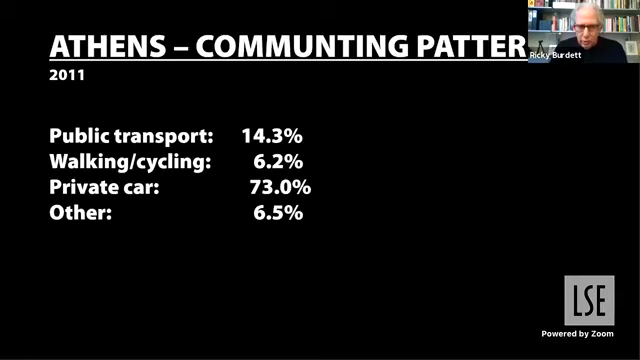 ATHENS – COMMUNTING PATTER
2011
Public transport: 14.3%
Walking/cycling: 6.2%
Private car: 73.0%
Other: 6.5%
Ricky Burdett
LSE
Powered by Zoom